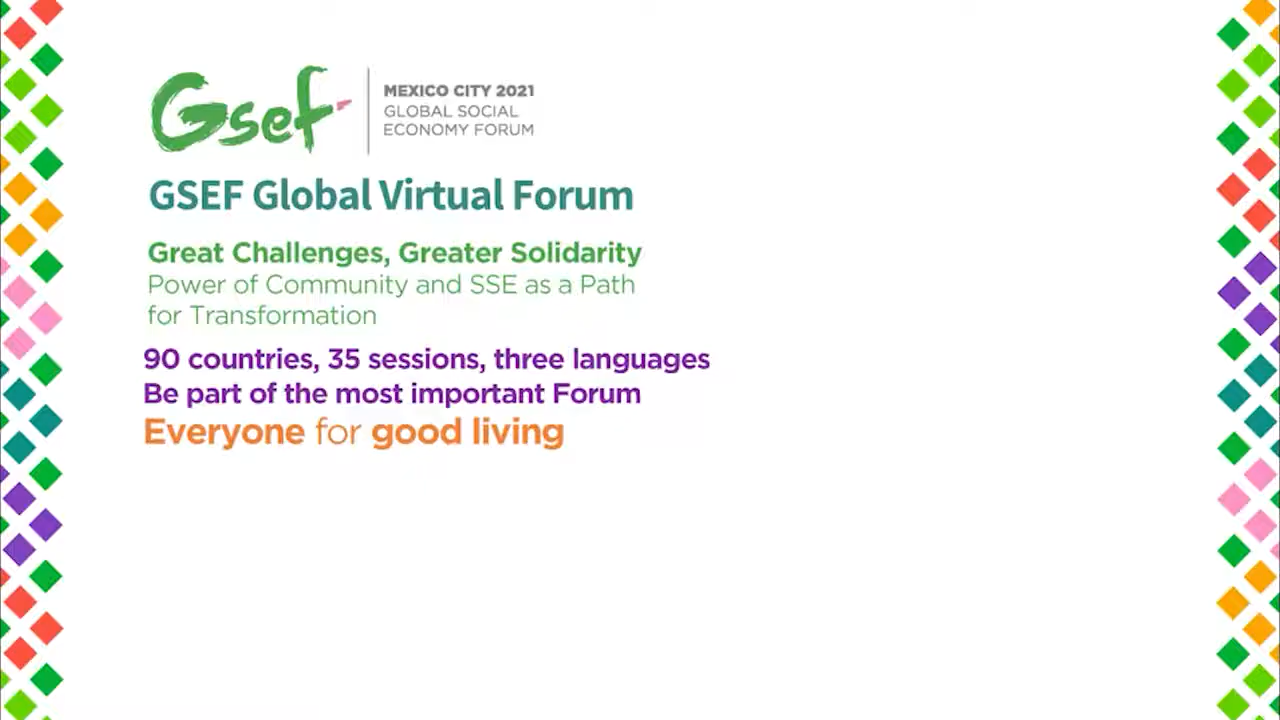 Gsef
MEXICO CITY 2021
GLOBAL SOCIAL
ECONOMY FORUM
GSEF Global Virtual Forum
Great Challenges, Greater Solidarity
Power of Community and SSE as a Path
for Transformation
90 countries, 35 sessions, three languages
Be part of the most important Forum
Everyone for good living